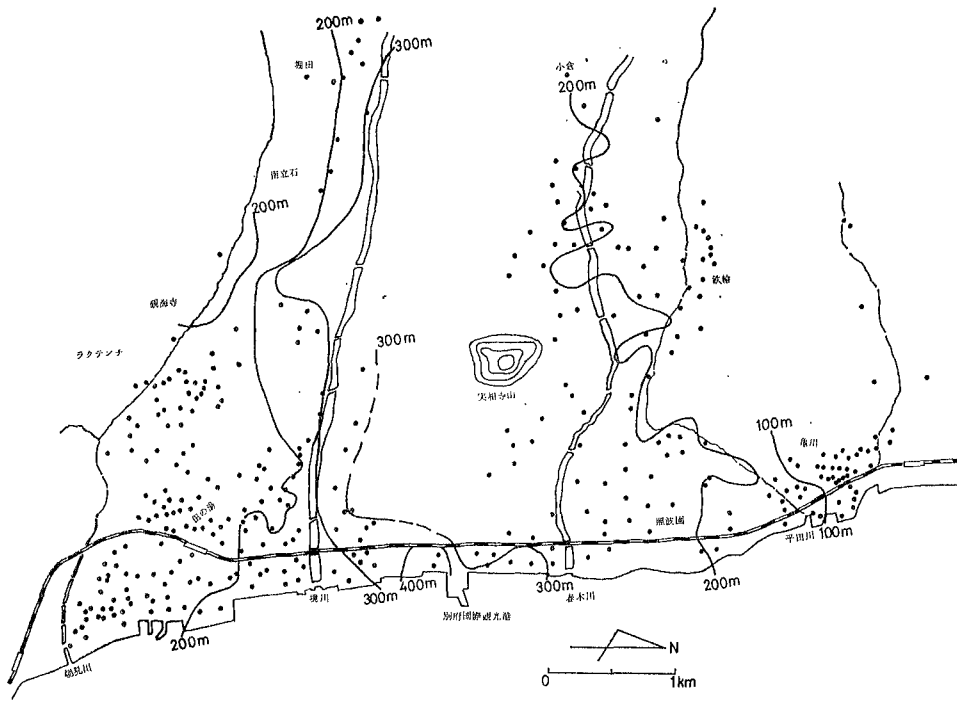 200m
300m
堀田
小倉
200m
南立石
200m
観海寺
鉄輪
ラクテンチ
300m
実相寺山
100m
亀川
田の湯
照波園
平田川
100m
境川
300m
400m
300m
春木川
200m
別府国際観光港
200m
朝見川
N
0
1km